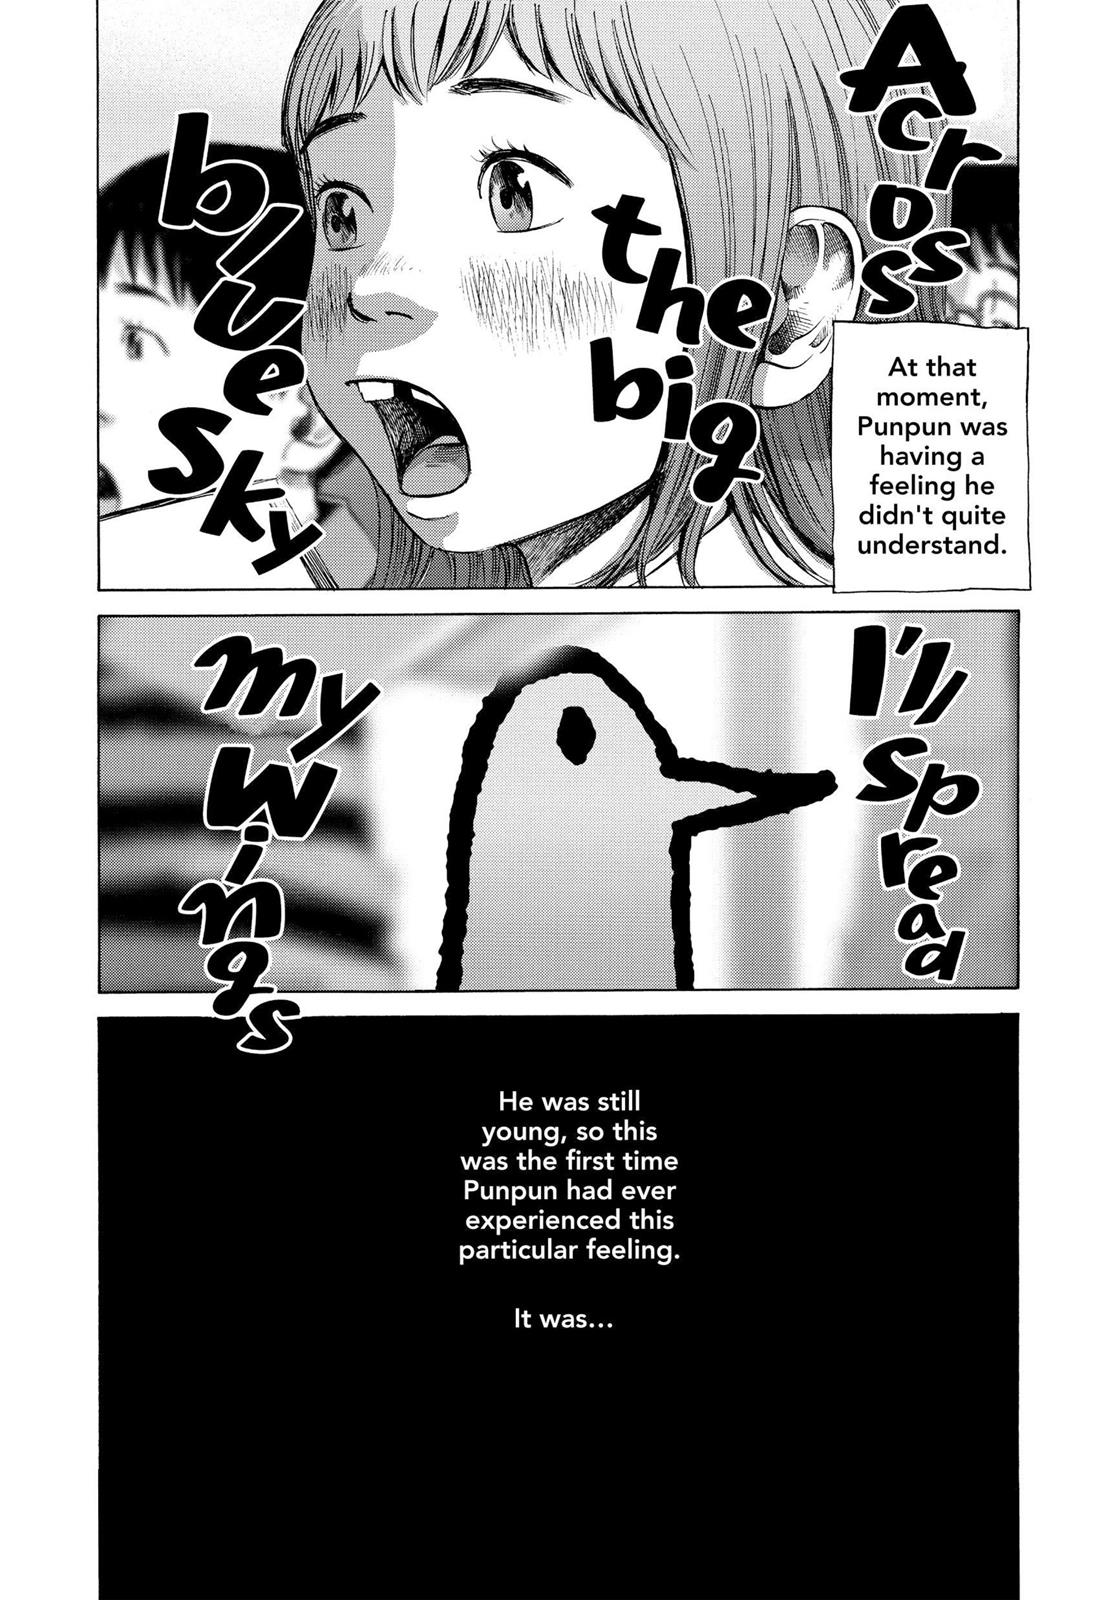 Across
the big
blue sky
At that
moment,
Punpun was
having a
feeling he
didn't quite
understand.
I'll spread
my wings
He was still
young, so this
was the first time
Punpun had ever
experienced this
particular feeling.
It was...